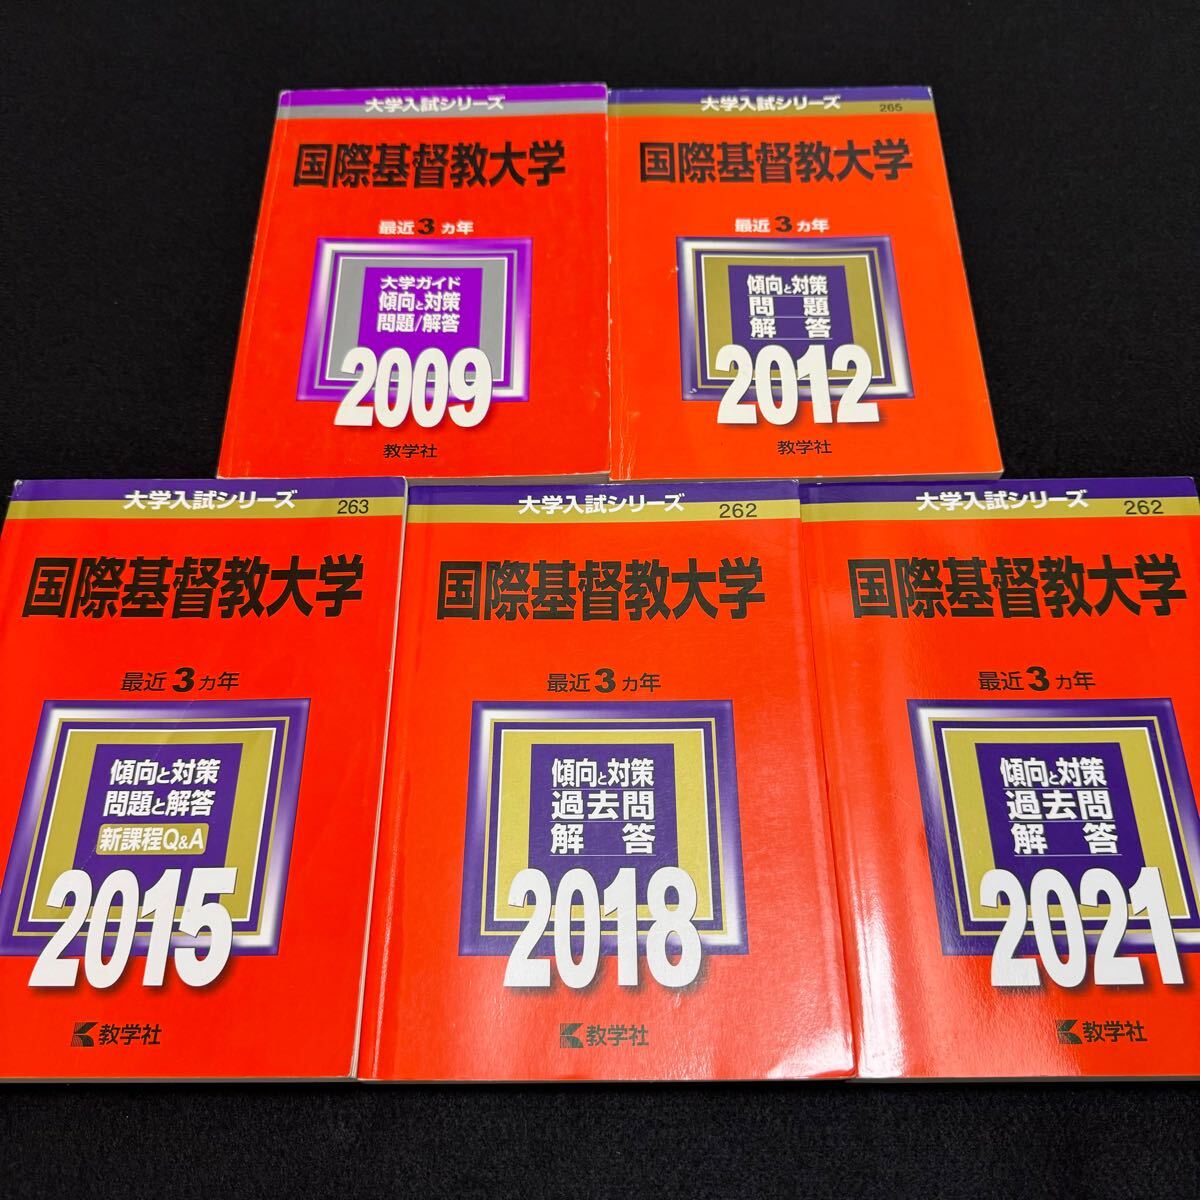 大学入試シリーズ
国際基督教大学
最近3カ年
大学ガイド
傾向と対策
問題/解答
2009
教学社
大学入試シリーズ
265
国際基督教大学
最近3カ年
傾向と対策
問題
解答
2012
教学社
大学入試シリーズ
263
国際基督教大学
最近3カ年
傾向と対策
問題と解答
新課程Q&A
2015
教学社
大学入試シリーズ
262
国際基督教大学
最近3カ年
傾向と対策
過去問
解答
2018
教学社
大学入試シリーズ
262
国際基督教大学
最近3カ年
傾向と対策
過去問
解答
2021
教学社